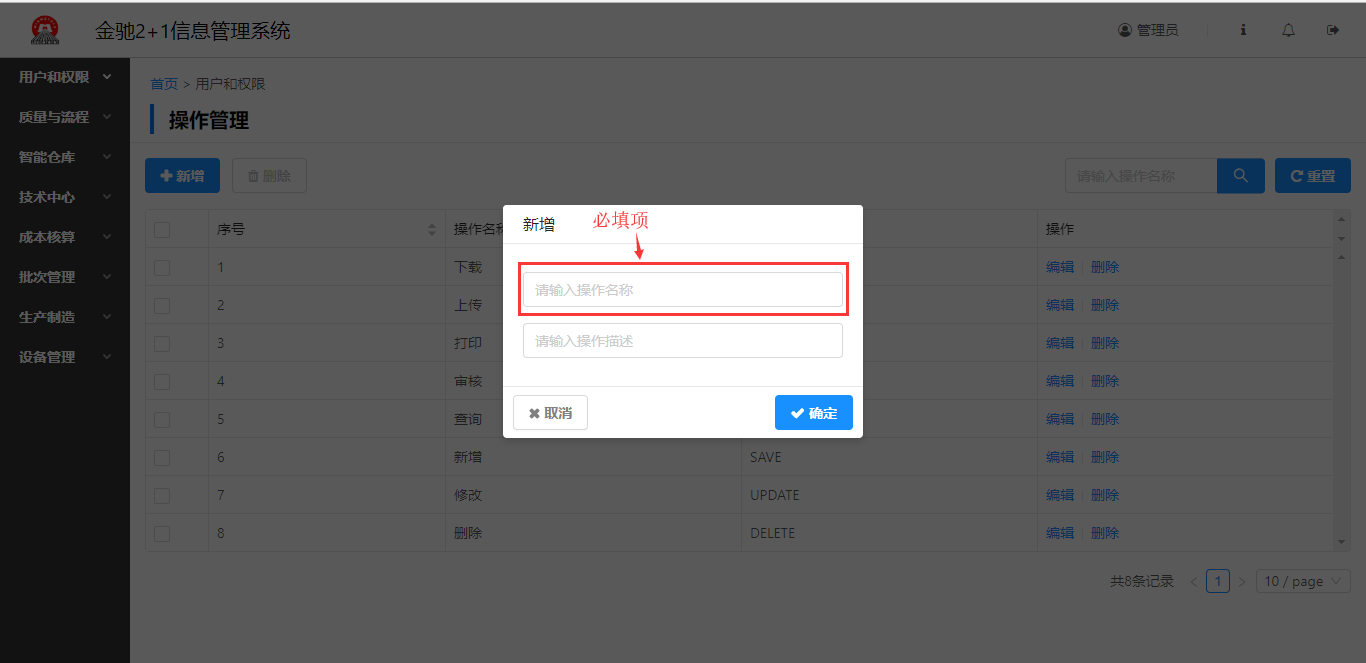 金驰2+1信息管理系统
管理员
用户和权限
质量与流程
智能仓库
技术中心
成本核算
批次管理
生产制造
设备管理
首页 > 用户和权限
操作管理
新增 删除
请输入操作名称 重置
序号 操作名称 操作
1 下载 编辑 删除
2 上传 编辑 删除
3 打印 编辑 删除
4 审核 编辑 删除
5 查询 编辑 删除
6 新增 SAVE 编辑 删除
7 修改 UPDATE 编辑 删除
8 删除 DELETE 编辑 删除
共8条记录 < 1 > 10 / page
新增
必填项
请输入操作名称
请输入操作描述
取消 确定